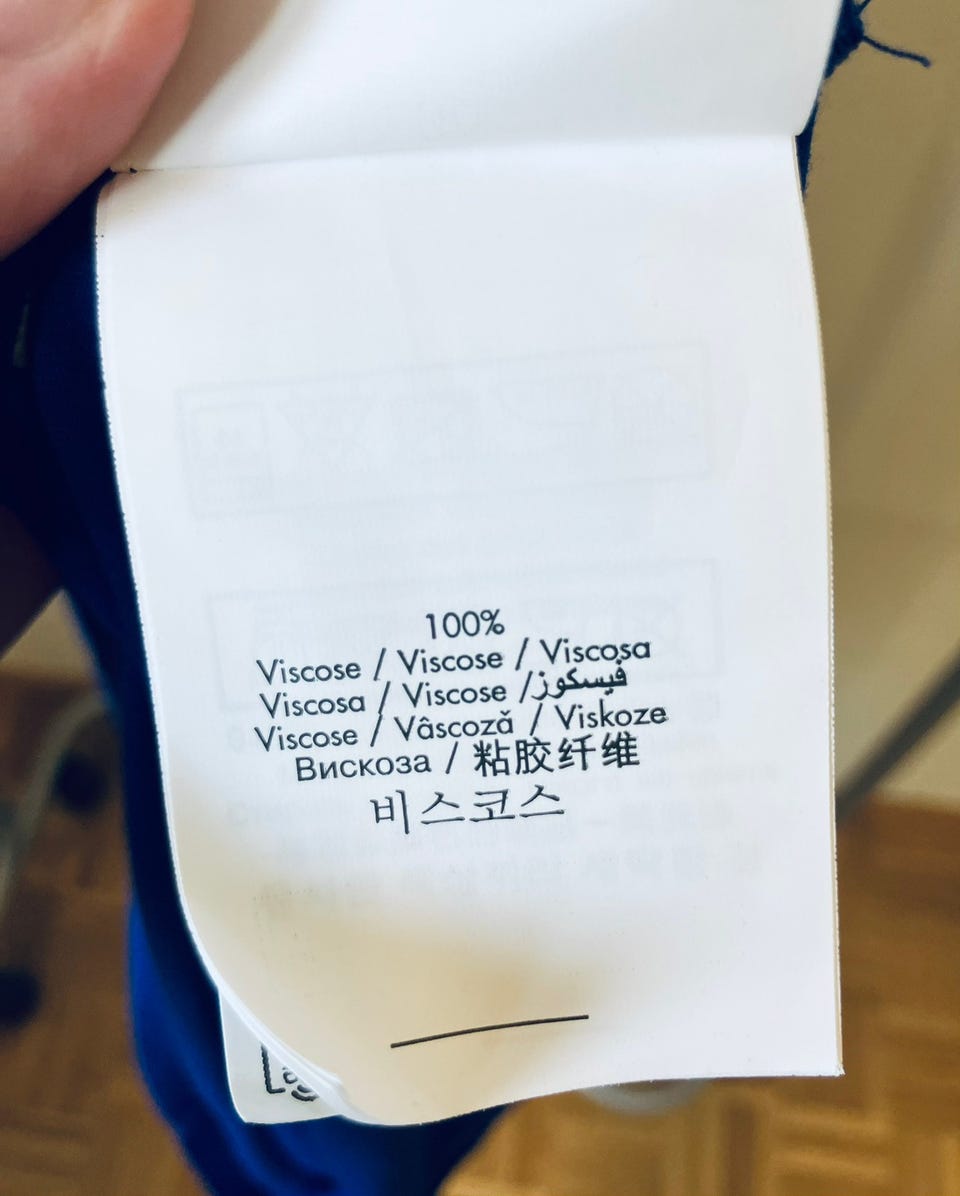 100%
Viscose / Viscose / Viscosa
Viscosa / Viscose /فيسكوز
Viscose / Vâscoză / Viskoze
Вискоза / 粘胶纤维
비스코스